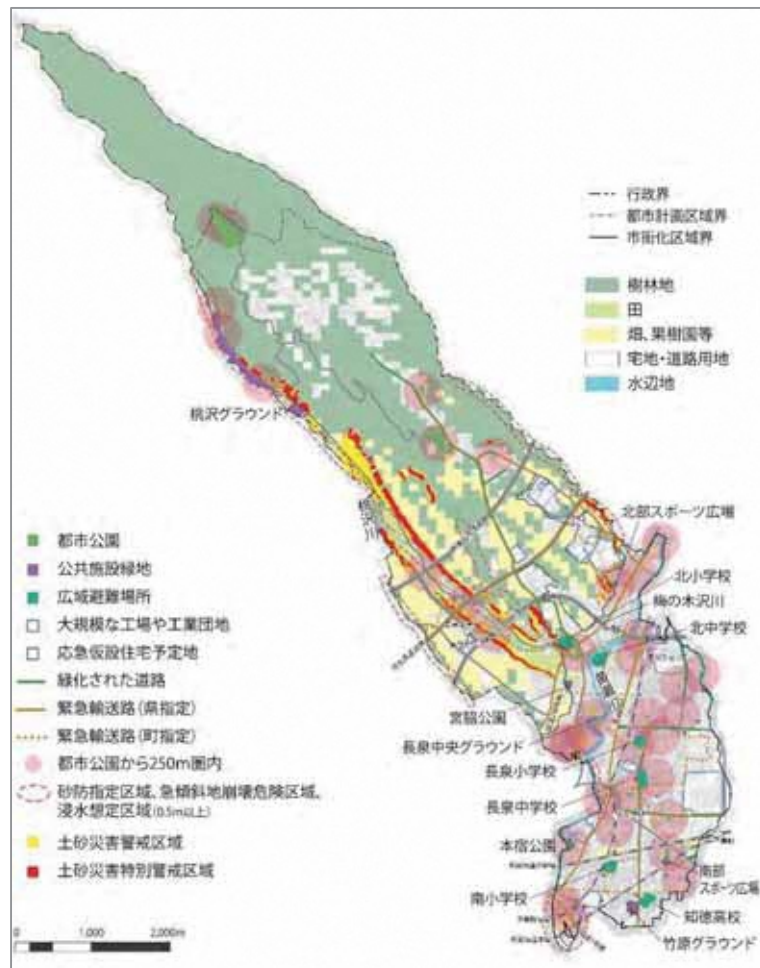 行政界
都市計画区域界
市街化区域界
樹林地
田
畑、果樹園等
宅地・道路用地
水辺地
桃沢グラウンド
桃沢川
北部スポーツ広場
北小学校
梅の木沢川
北中学校
都市公園
公共施設緑地
広域避難場所
大規模な工場や工業団地
応急仮設住宅予定地
緑化された道路
緊急輸送路(県指定)
緊急輸送路(町指定)
都市公園から250m圏内
砂防指定区域、急傾斜地崩壊危険区域、
浸水想定区域(0.5m以上)
土砂災害警戒区域
土砂災害特別警戒区域
宮脇公園
長泉中央グラウンド
長泉小学校
長泉中学校
本宿公園
南小学校
南部
スポーツ広場
知徳高校
竹原グラウンド
0 1,000 2,000m